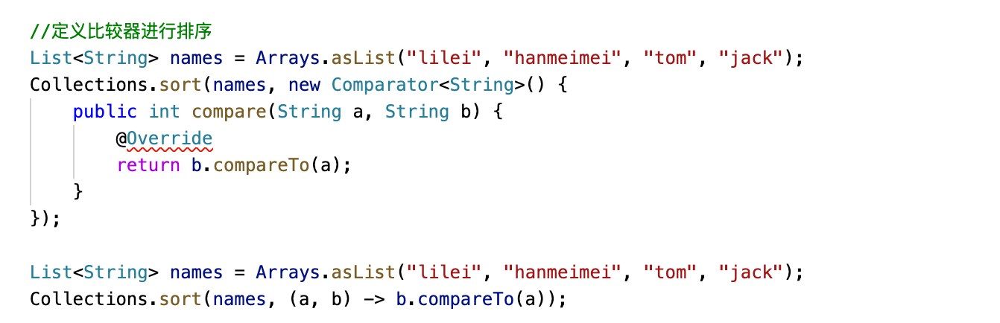 //定义比较器进行排序
List<String> names = Arrays.asList("lilei", "hanmeimei", "tom", "jack");
Collections.sort(names, new Comparator<String>() {
    public int compare(String a, String b) {
        @Override
        return b.compareTo(a);
    }
});

List<String> names = Arrays.asList("lilei", "hanmeimei", "tom", "jack");
Collections.sort(names, (a, b) -> b.compareTo(a));